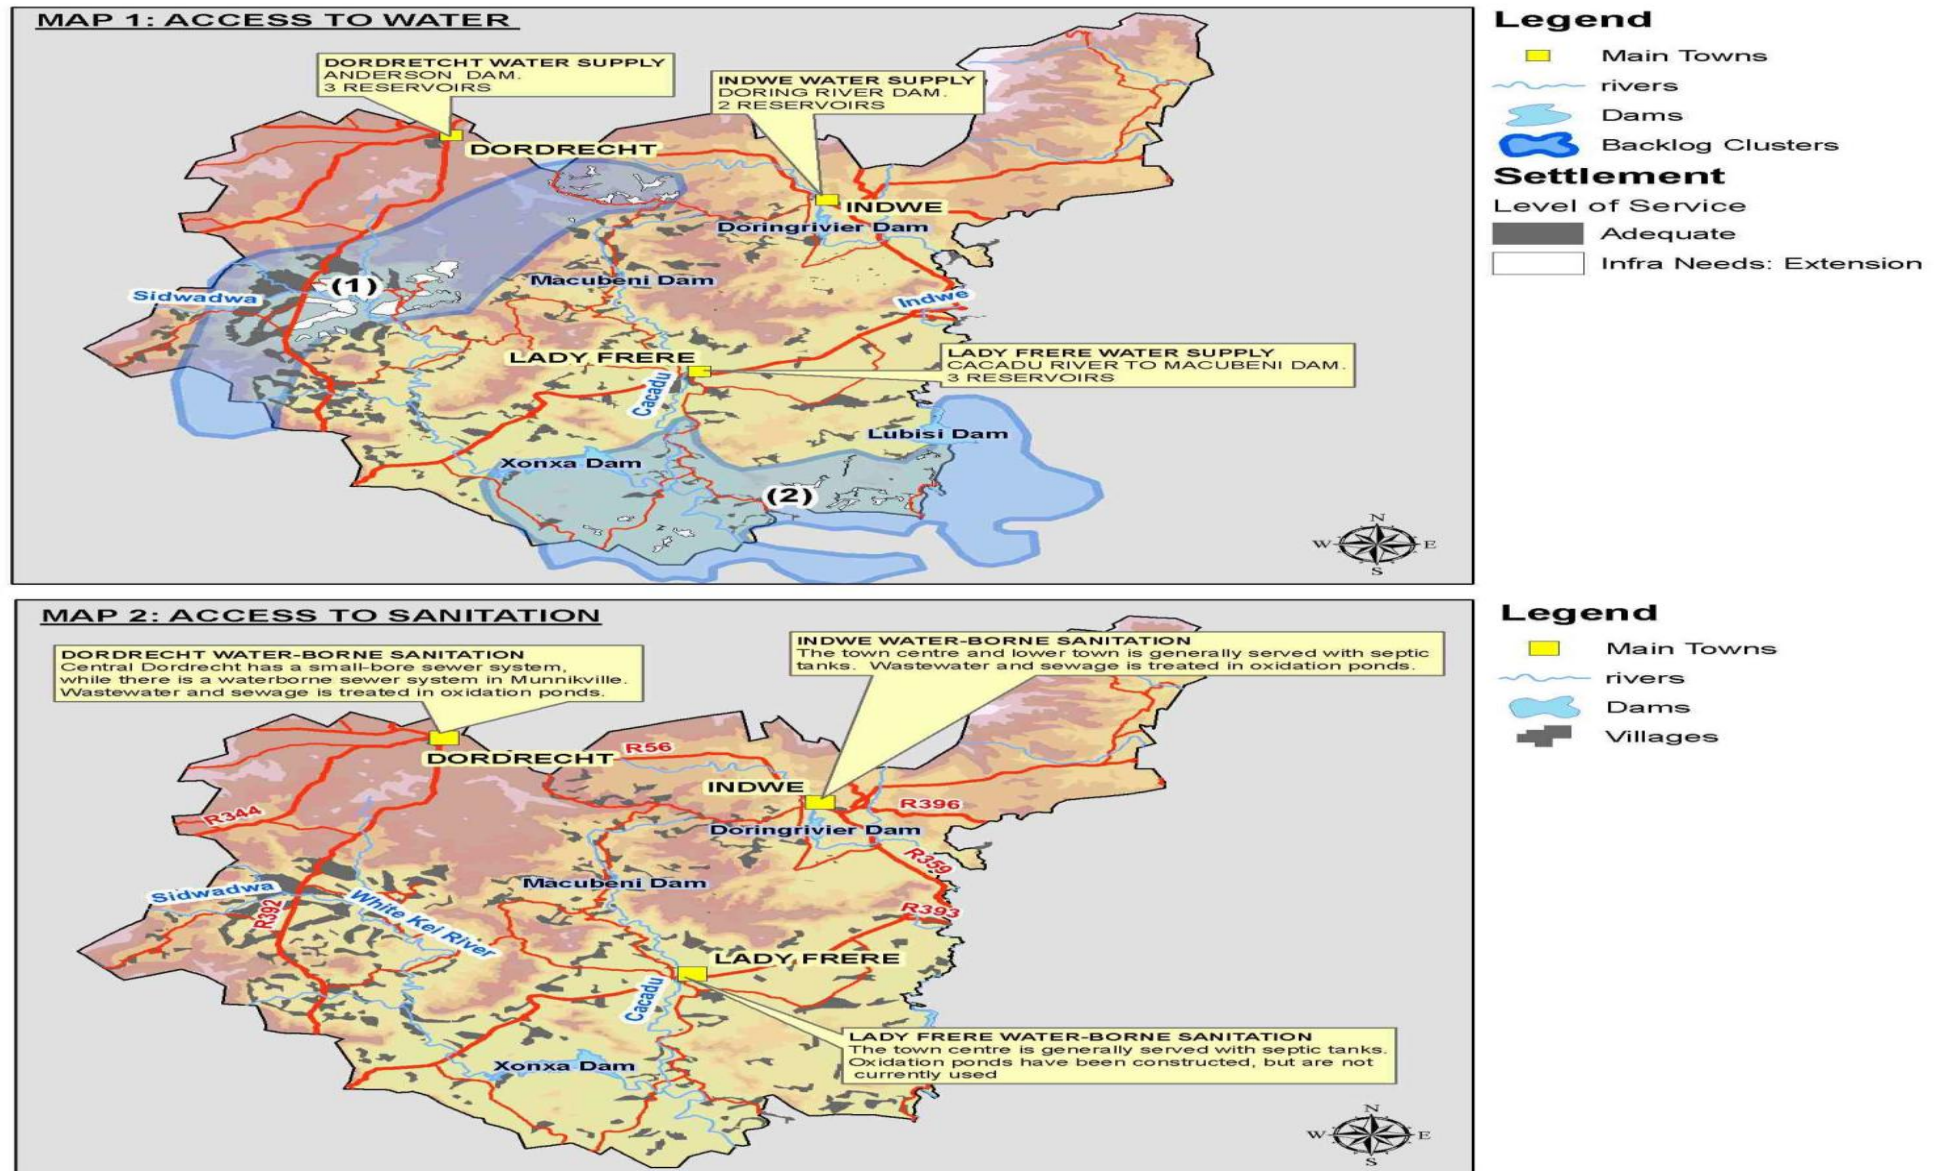 MAP 1: ACCESS TO WATER
DORDRETCHT WATER SUPPLY
ANDERSON DAM.
3 RESERVOIRS
INDWE WATER SUPPLY
DORING RIVER DAM.
2 RESERVOIRS
DORDRECHT
INDWE
Doringrivier Dam
Macubeni Dam
(1)
Sidwadwa
Indwe
LADY FRERE
LADY FRERE WATER SUPPLY
CACADU RIVER TO MACUBENI DAM.
3 RESERVOIRS
Cacadu
Lubisi Dam
Xonxa Dam
(2)
N
W
E
S
Legend
Main Towns
rivers
Dams
Backlog Clusters
Settlement
Level of Service
Adequate
Infra Needs: Extension
MAP 2: ACCESS TO SANITATION
DORDRECHT WATER-BORNE SANITATION
Central Dordrecht has a small-bore sewer system,
while there is a waterborne sewer system in Munnikville.
Wastewater and sewage is treated in oxidation ponds.
INDWE WATER-BORNE SANITATION
The town centre and lower town is generally served with septic
tanks. Wastewater and sewage is treated in oxidation ponds.
DORDRECHT
R56
INDWE
R396
R344
Doringrivier Dam
R359
Macubeni Dam
Sidwadwa
R392
White Kei River
R393
LADY FRERE
Cacadu
LADY FRERE WATER-BORNE SANITATION
The town centre is generally served with septic tanks.
Oxidation ponds have been constructed, but are not
currently used
Xonxa Dam
N
W
E
S
Legend
Main Towns
rivers
Dams
Villages